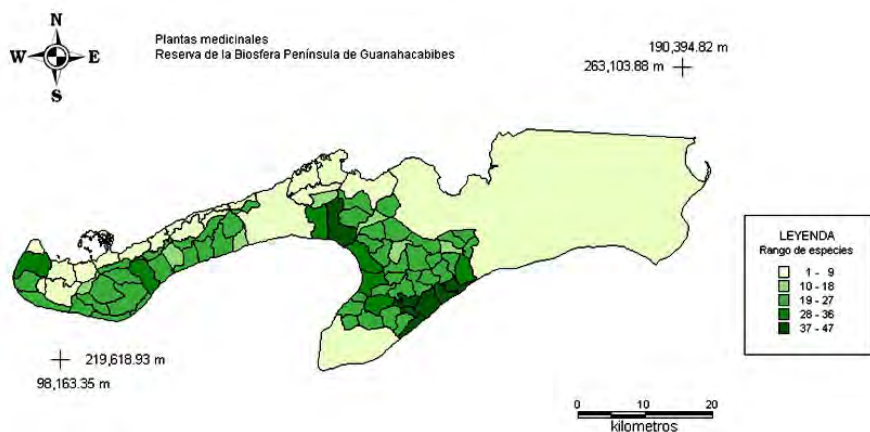 N
W E
S
Plantas medicinales
Reserva de la Biosfera Península de Guanahacabibes
190,394.82 m
263,103.88 m
LEYENDA
Rango de especies
1 - 9
10 - 18
19 - 27
28 - 36
37 - 47
219,618.93 m
98,163.35 m
0 10 20
kilometros